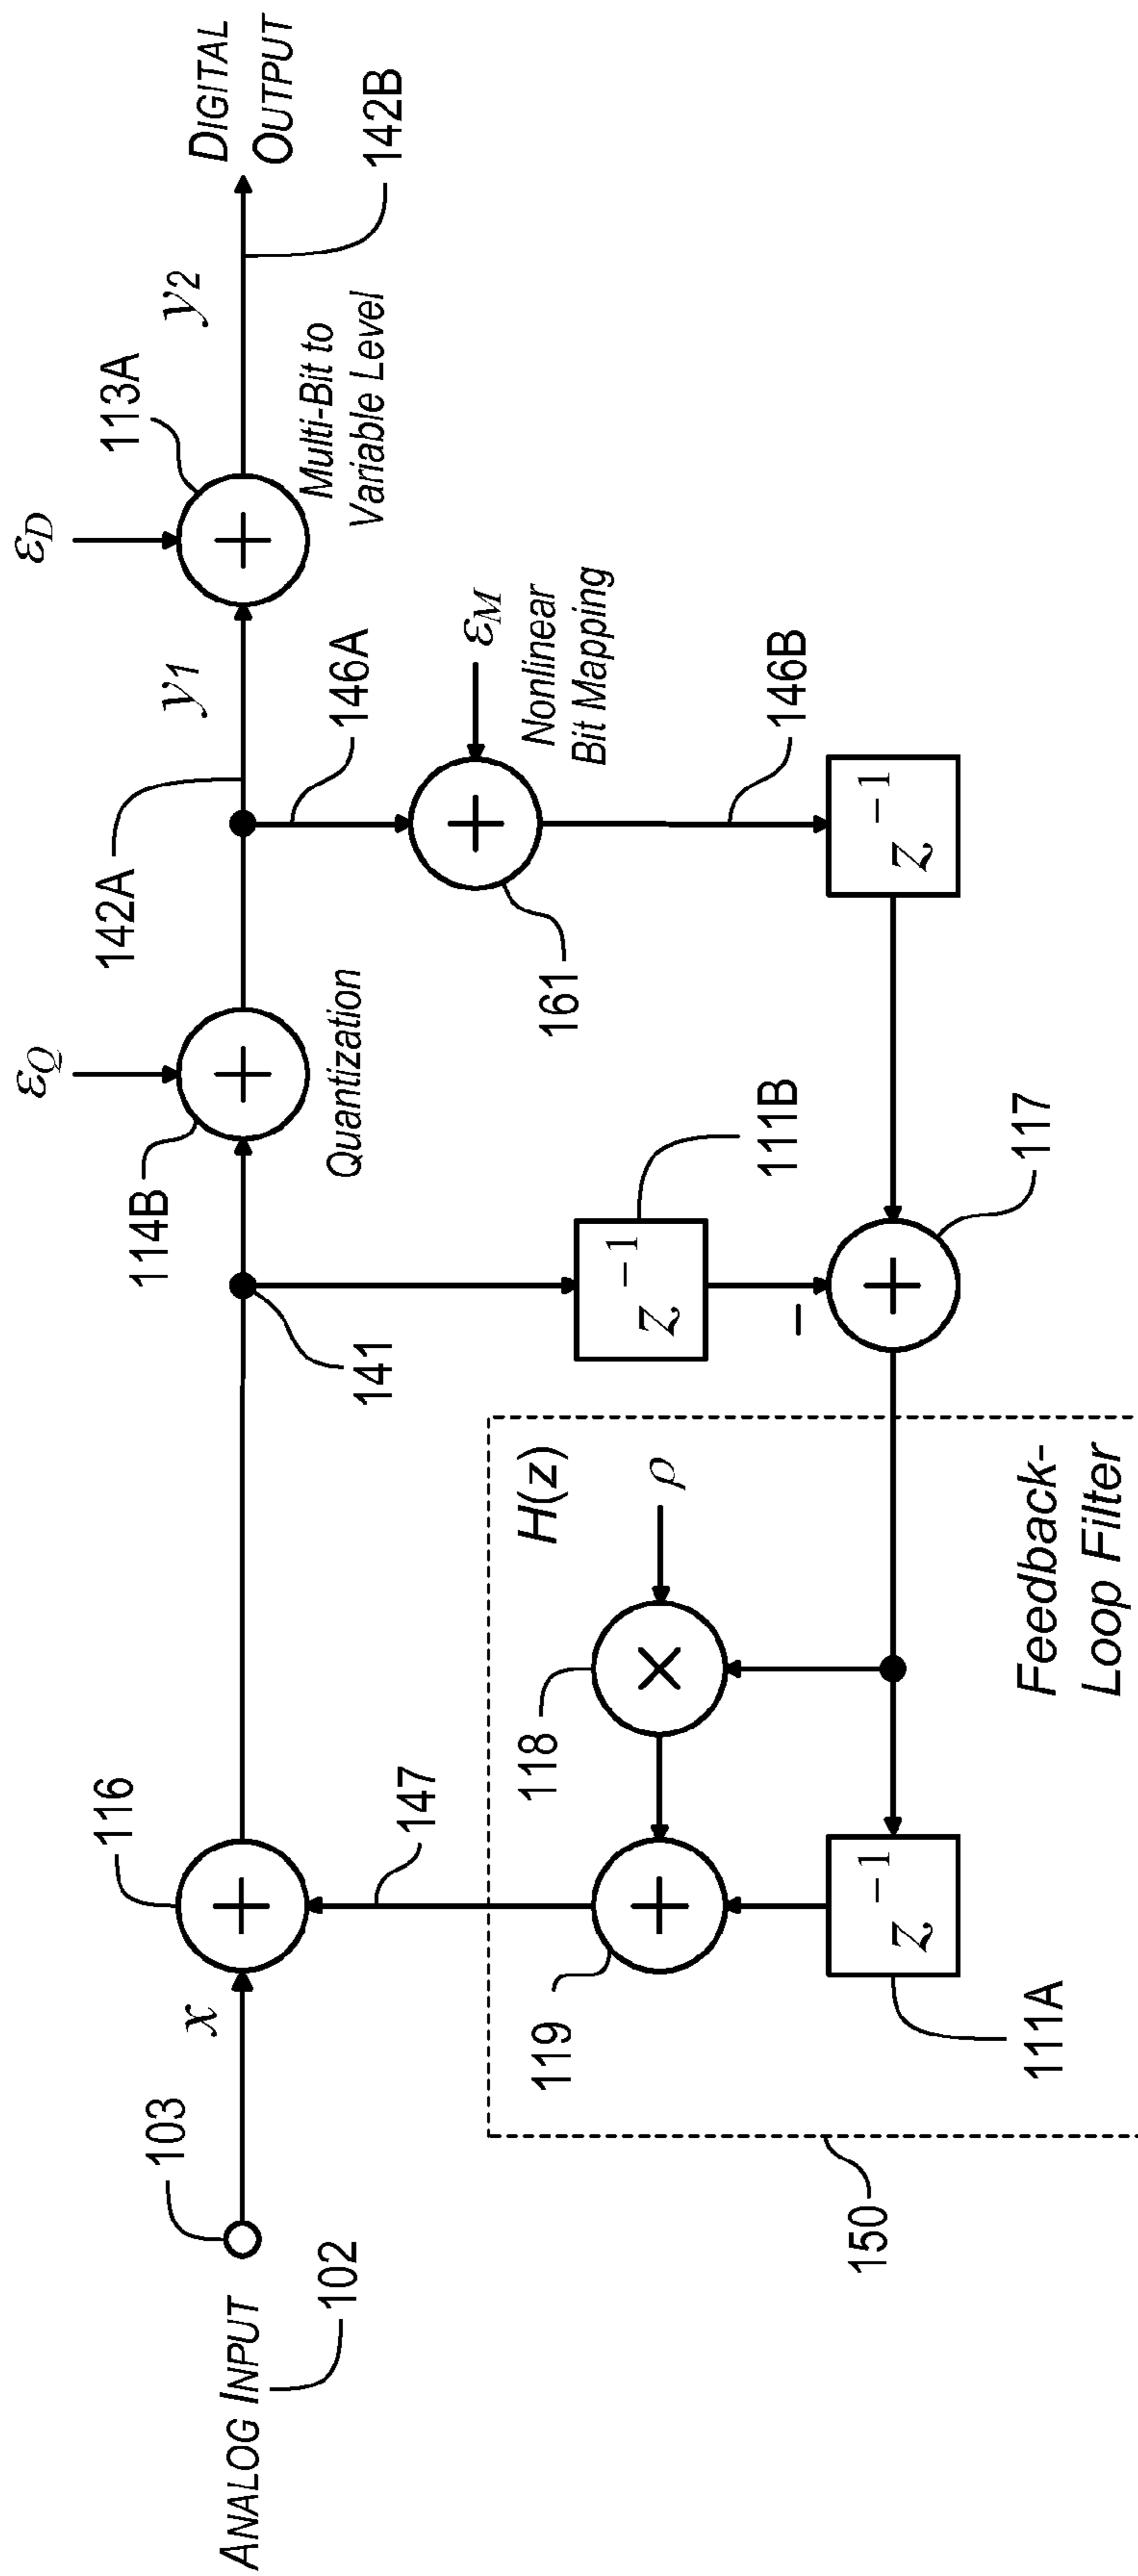 ANALOG INPUT
102
103
x
116
147
141
114B
εQ
Quantization
142A
y1
146A
εD
113A
Multi-Bit to
Variable Level
y2
142B
DIGITAL
OUTPUT
εM
Nonlinear
Bit Mapping
161
146B
z−1
z−1
111B
−
117
H(z)
ρ
118
119
z−1
111A
150
Feedback-
Loop Filter